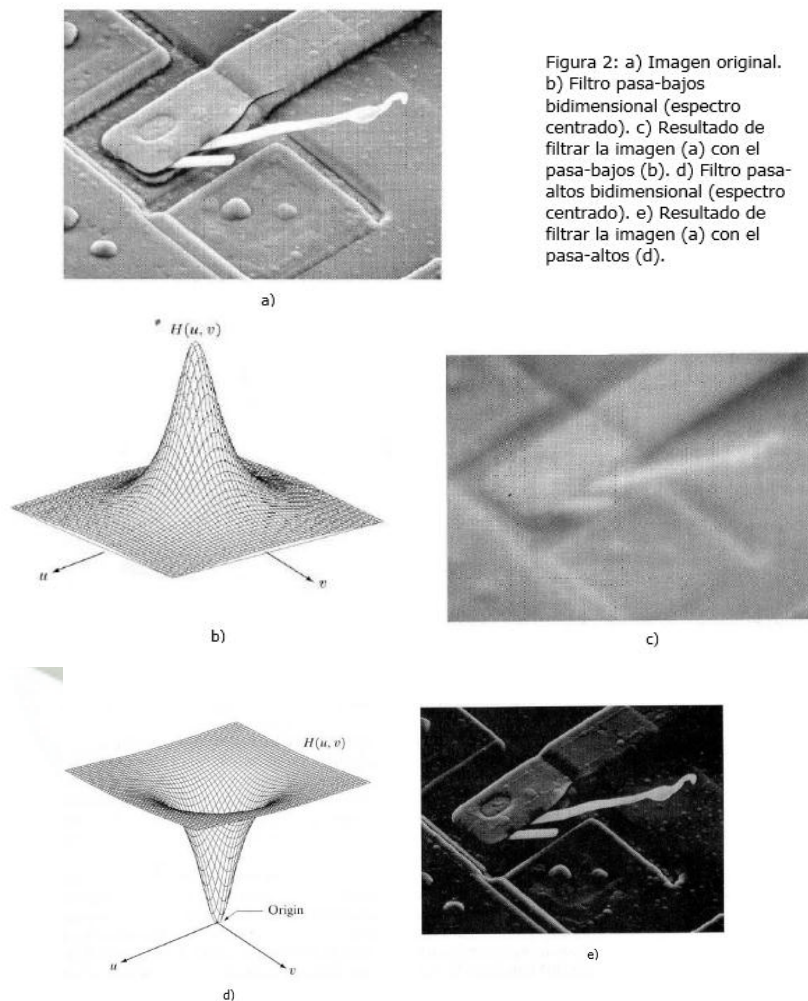 Figura 2: a) Imagen original.
b) Filtro pasa-bajos
bidimensional (espectro
centrado). c) Resultado de
filtrar la imagen (a) con el
pasa-bajos (b). d) Filtro pasa-
altos bidimensional (espectro
centrado). e) Resultado de
filtrar la imagen (a) con el
pasa-altos (d).
a)
H(u, v)
u
v
b)
c)
H(u, v)
Origin
u
v
d)
e)